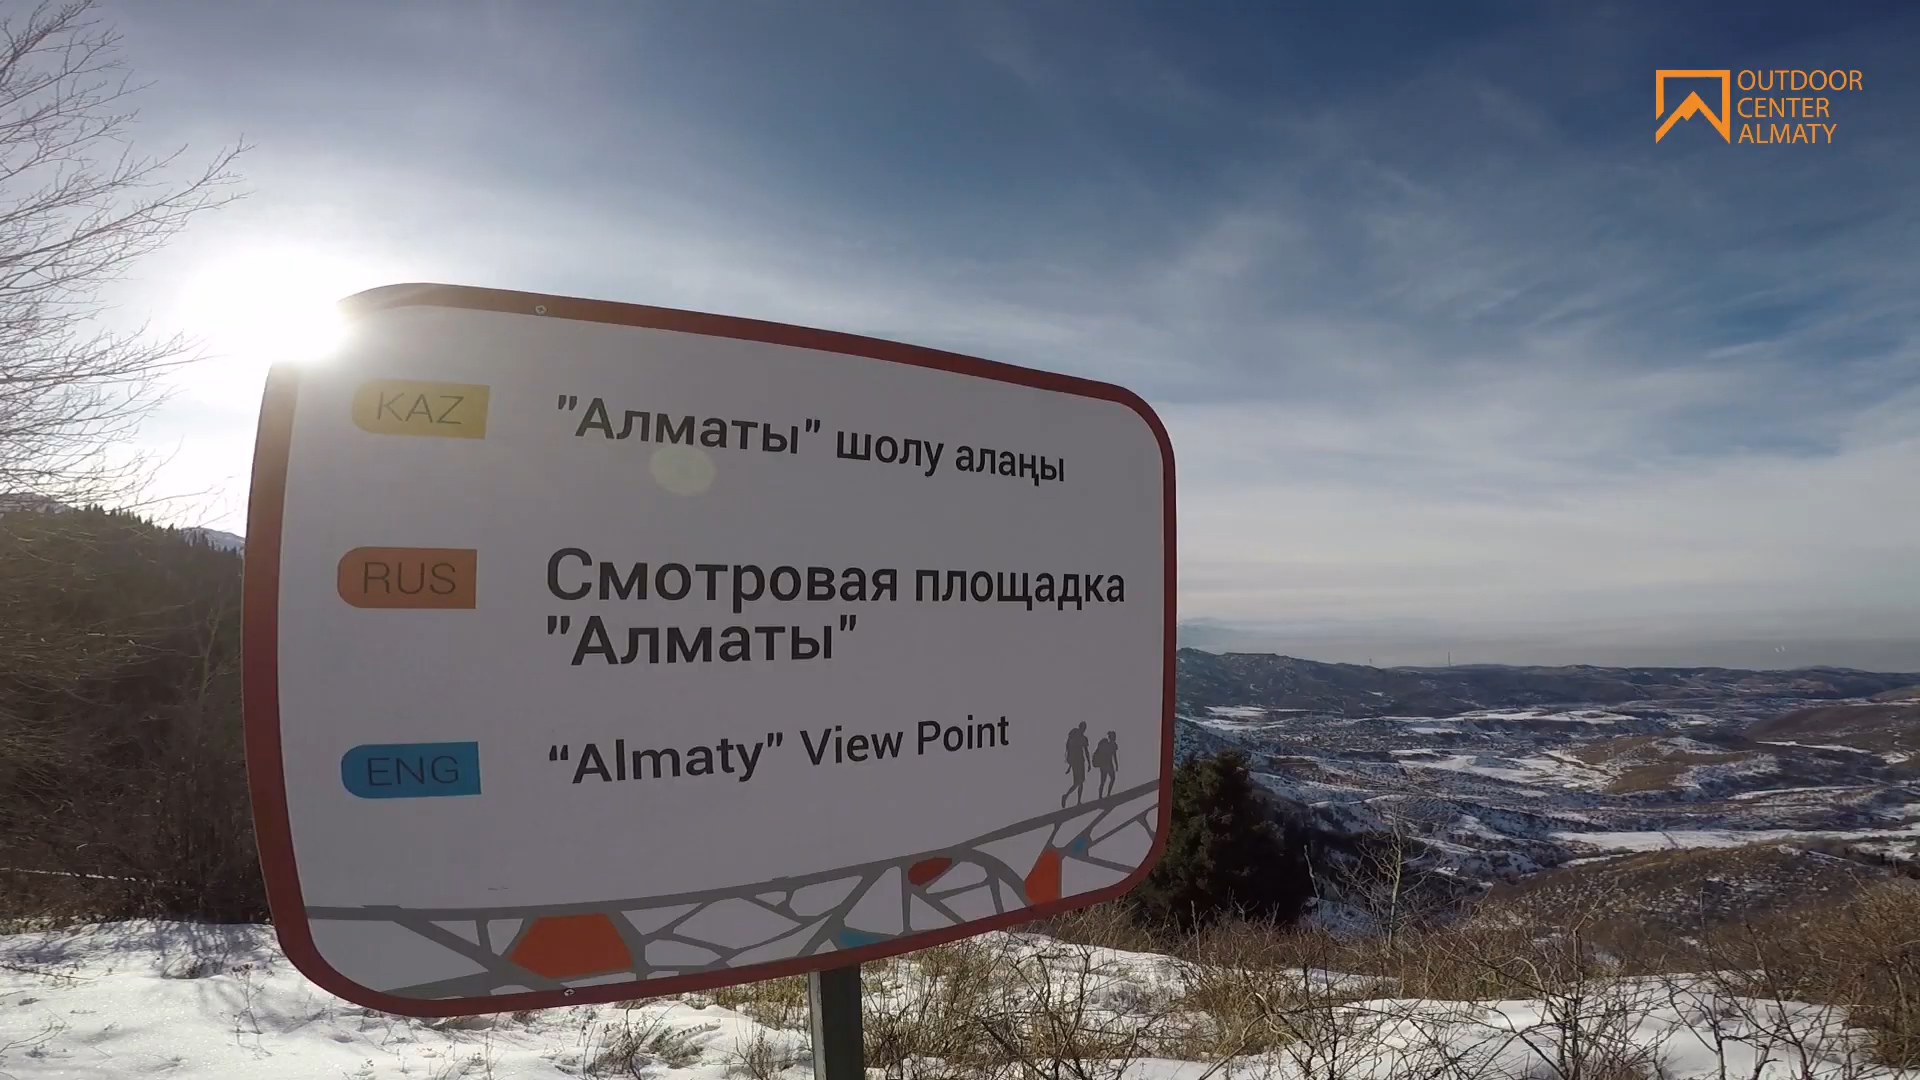 OUTDOOR
CENTER
ALMATY
KAZ
"Алматы" шолу алаңы
RUS
Смотровая площадка
"Алматы"
ENG
“Almaty” View Point